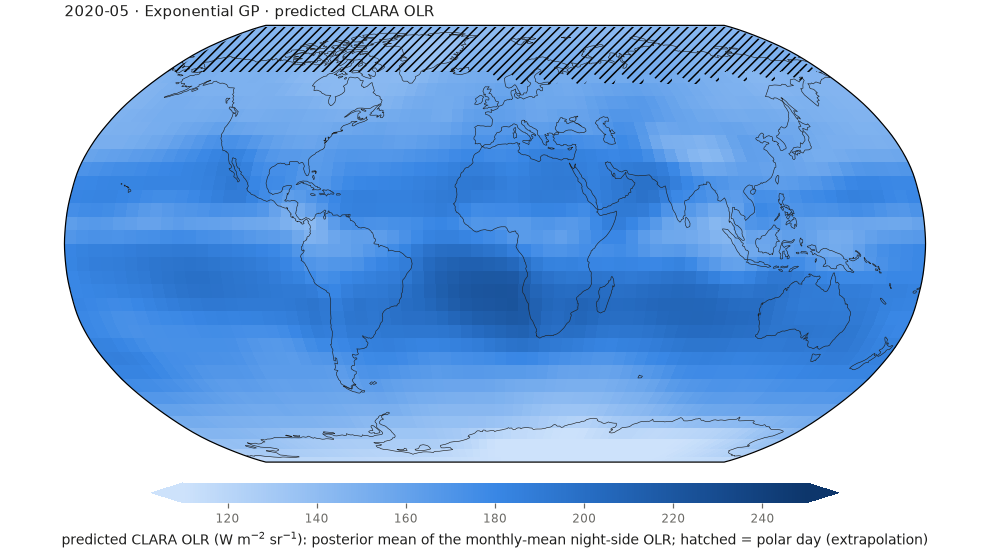 2020-05 · Exponential GP · predicted CLARA OLR
120 140 160 180 200 220 240
predicted CLARA OLR (W m⁻² sr⁻¹): posterior mean of the monthly-mean night-side OLR; hatched = polar day (extrapolation)